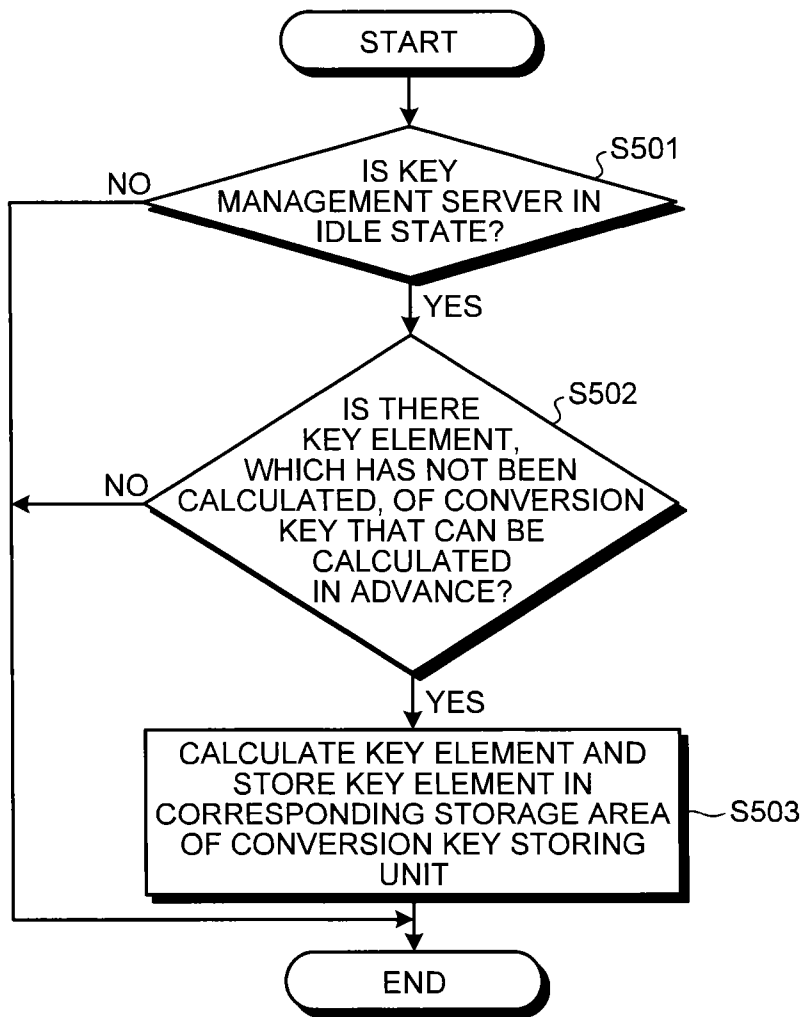 START
S501
NO
IS KEY
MANAGEMENT SERVER IN
IDLE STATE?
YES
S502
IS THERE
KEY ELEMENT,
WHICH HAS NOT BEEN
NO
CALCULATED, OF CONVERSION
KEY THAT CAN BE
CALCULATED
IN ADVANCE?
YES
CALCULATE KEY ELEMENT AND
STORE KEY ELEMENT IN
CORRESPONDING STORAGE AREA
OF CONVERSION KEY STORING
UNIT
S503
END